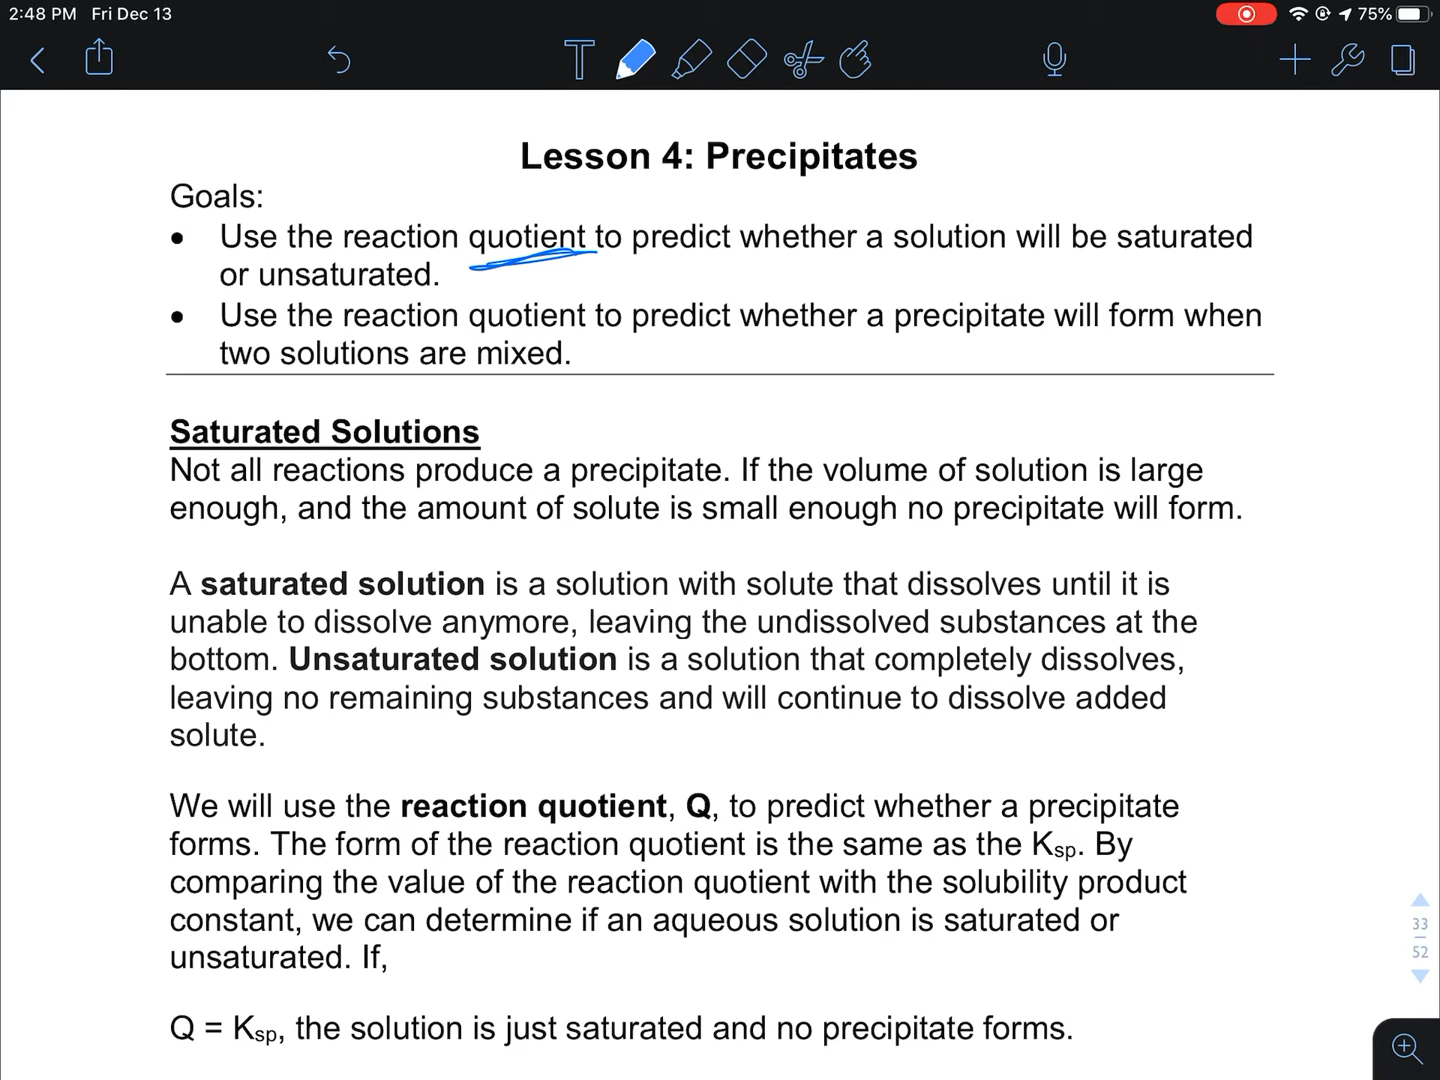 2:48 PM Fri Dec 13
75%
T
Lesson 4: Precipitates
Goals:
• Use the reaction quotient to predict whether a solution will be saturated
or unsaturated.
• Use the reaction quotient to predict whether a precipitate will form when
two solutions are mixed.
Saturated Solutions
Not all reactions produce a precipitate. If the volume of solution is large
enough, and the amount of solute is small enough no precipitate will form.
A saturated solution is a solution with solute that dissolves until it is
unable to dissolve anymore, leaving the undissolved substances at the
bottom. Unsaturated solution is a solution that completely dissolves,
leaving no remaining substances and will continue to dissolve added
solute.
We will use the reaction quotient, Q, to predict whether a precipitate
forms. The form of the reaction quotient is the same as the Ksp. By
comparing the value of the reaction quotient with the solubility product
constant, we can determine if an aqueous solution is saturated or
unsaturated. If,
Q = Ksp, the solution is just saturated and no precipitate forms.
33
52